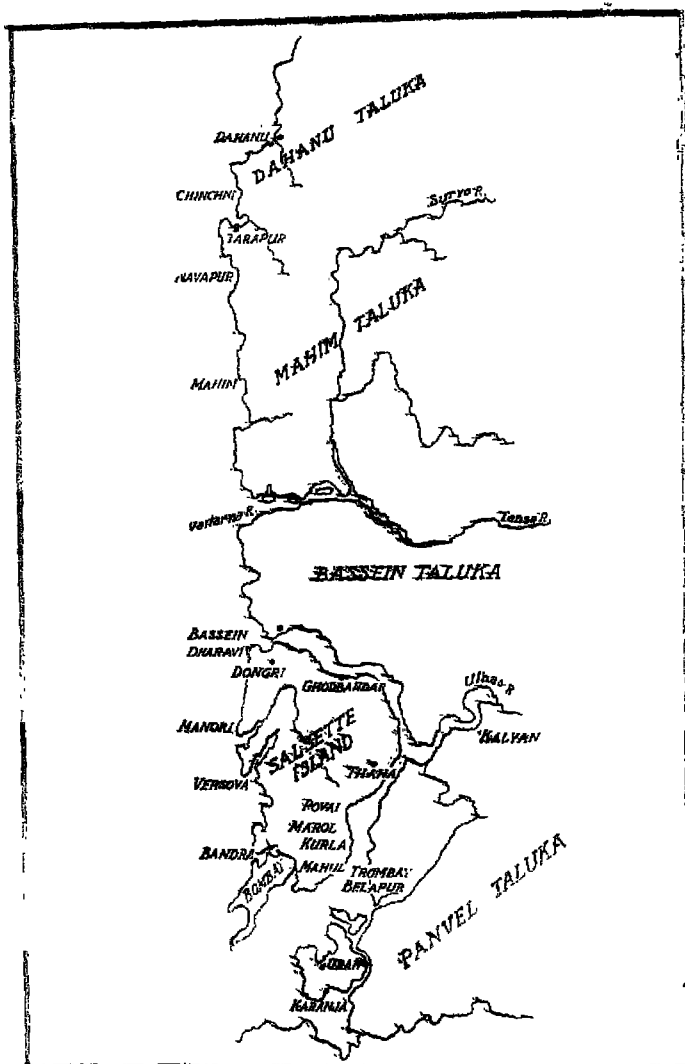 DAHANU
DAHANU TALUKA
CHINCHNI
TARAPUR
Surya R.
NAVAPUR
MAHIM TALUKA
MAHIM
Vaitarna R.
Tansa R.
BASSEIN TALUKA
BASSEIN
DHARAVI
DONGRI
GHODBANDAR
Ulhas R.
MANORI
KALYAN
SALSETTE
ISLAND
THANA
VERSOVA
POVAI
MAROL
KURLA
BANDRA
MAHUL
TROMBAY
BOMBAY
BELAPUR
PANVEL TALUKA
URAN
KARANJA